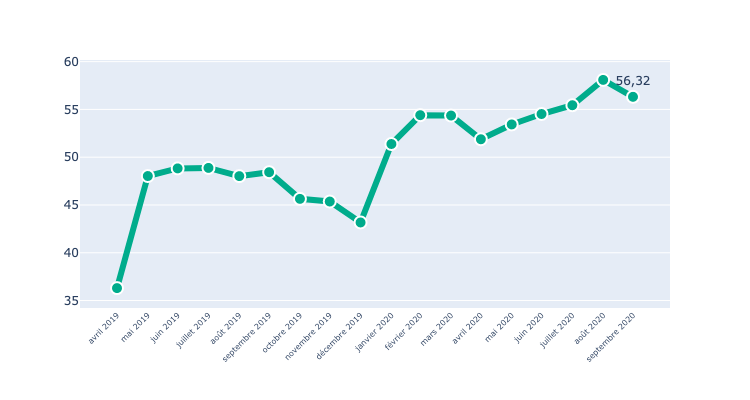 60
55
50
45
40
35
56,32
avril 2019
mai 2019
juin 2019
juillet 2019
août 2019
septembre 2019
octobre 2019
novembre 2019
décembre 2019
janvier 2020
février 2020
mars 2020
avril 2020
mai 2020
juin 2020
juillet 2020
août 2020
septembre 2020